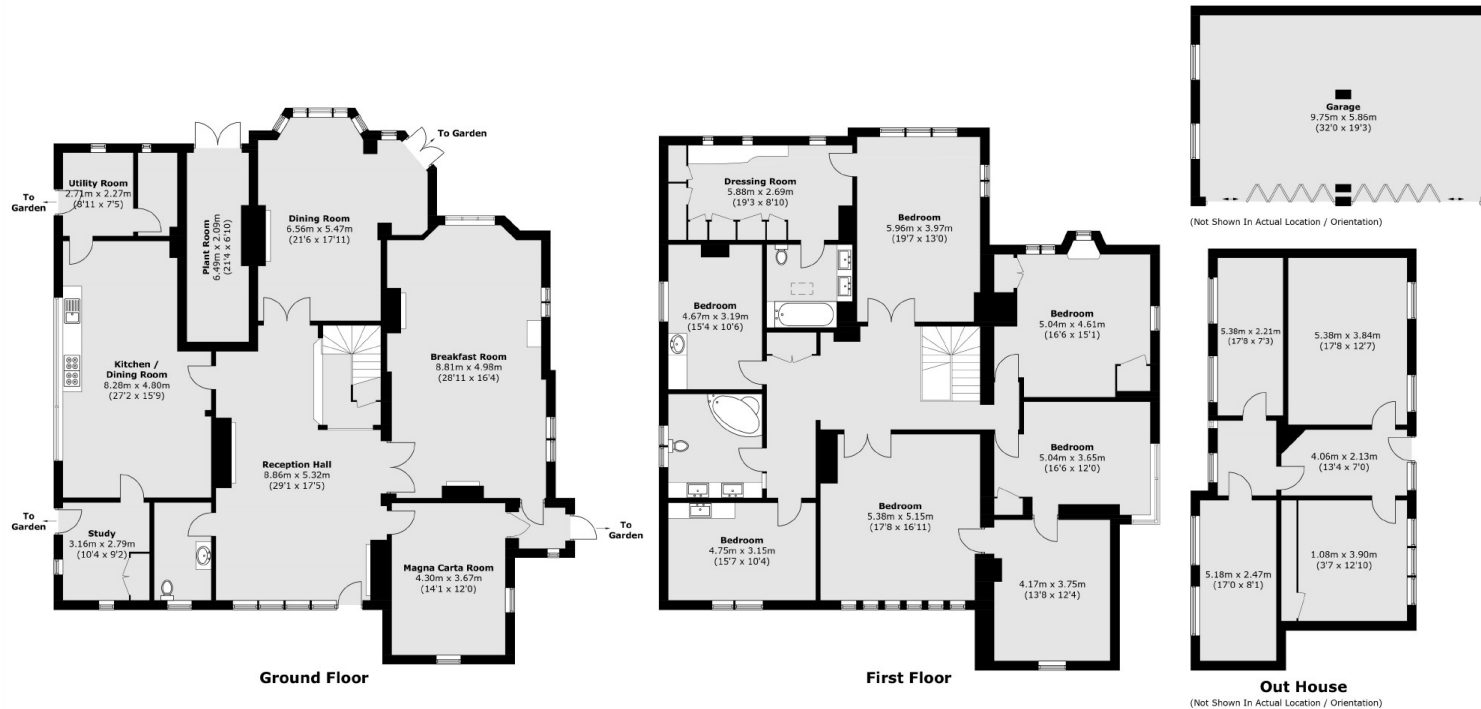 To Garden
Utility Room
2.71m x 2.27m
(8'11 x 7'5)
To
Garden
Plant Room
6.49m x 2.09m
(21'4 x 6'10)
Dining Room
6.56m x 5.47m
(21'6 x 17'11)
Kitchen /
Dining Room
8.28m x 4.80m
(27'2 x 15'9)
Breakfast Room
8.81m x 4.98m
(28'11 x 16'4)
Reception Hall
8.86m x 5.32m
(29'1 x 17'5)
To
Garden
Study
3.16m x 2.79m
(10'4 x 9'2)
Magna Carta Room
4.30m x 3.67m
(14'1 x 12'0)
To
Garden
Ground Floor
Dressing Room
5.88m x 2.69m
(19'3 x 8'10)
Bedroom
5.96m x 3.97m
(19'7 x 13'0)
Bedroom
4.67m x 3.19m
(15'4 x 10'6)
Bedroom
5.04m x 4.61m
(16'6 x 15'1)
Bedroom
5.04m x 3.65m
(16'6 x 12'0)
Bedroom
5.38m x 5.15m
(17'8 x 16'11)
Bedroom
4.75m x 3.15m
(15'7 x 10'4)
4.17m x 3.75m
(13'8 x 12'4)
First Floor
Garage
9.75m x 5.86m
(32'0 x 19'3)
(Not Shown In Actual Location / Orientation)
5.38m x 2.21m
(17'8 x 7'3)
5.38m x 3.84m
(17'8 x 12'7)
4.06m x 2.13m
(13'4 x 7'0)
5.18m x 2.47m
(17'0 x 8'1)
1.08m x 3.90m
(3'7 x 12'10)
Out House
(Not Shown In Actual Location / Orientation)